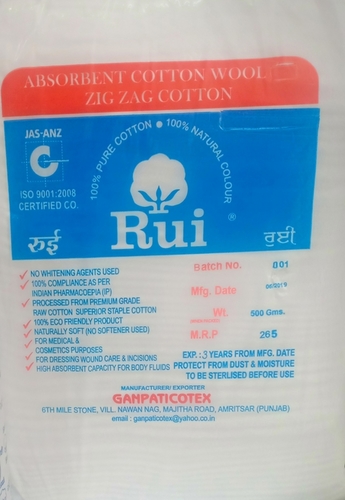 ABSORBENT COTTON WOOL
ZIG ZAG COTTON
JAS-ANZ
C
ISO 9001:2008
CERTIFIED CO.
100% PURE COTTON ● 100% NATURAL COLOUR
Rui ®
रुई
ਰੂਈ
✓ NO WHITENING AGENTS USED
✓ 100% COMPLIANCE AS PER
INDIAN PHARMACOEPIA (IP)
✓ PROCESSED FROM PREMIUM GRADE
RAW COTTON SUPERIOR STAPLE COTTON
✓ 100% ECO FRIENDLY PRODUCT
✓ NATURALLY SOFT (NO SOFTENER USED)
✓ FOR MEDICAL &
COSMETICS PURPOSES
✓ FOR DRESSING WOUND CARE & INCISIONS
✓ HIGH ABSORBENT CAPACITY FOR BODY FLUIDS
Batch No. 001
Mfg. Date
Wt. 500 Gms.
M.R.P 265
EXP. : 3 YEARS FROM MFG. DATE
PROTECT FROM DUST & MOISTURE
TO BE STERILISED BEFORE USE
MANUFACTURER/ EXPORTER
GANPATICOTEX
6TH MILE STONE, VILL. NAWAN NAG, MAJITHA ROAD, AMRITSAR (PUNJAB)
email : ganpaticotex@yahoo.co.in